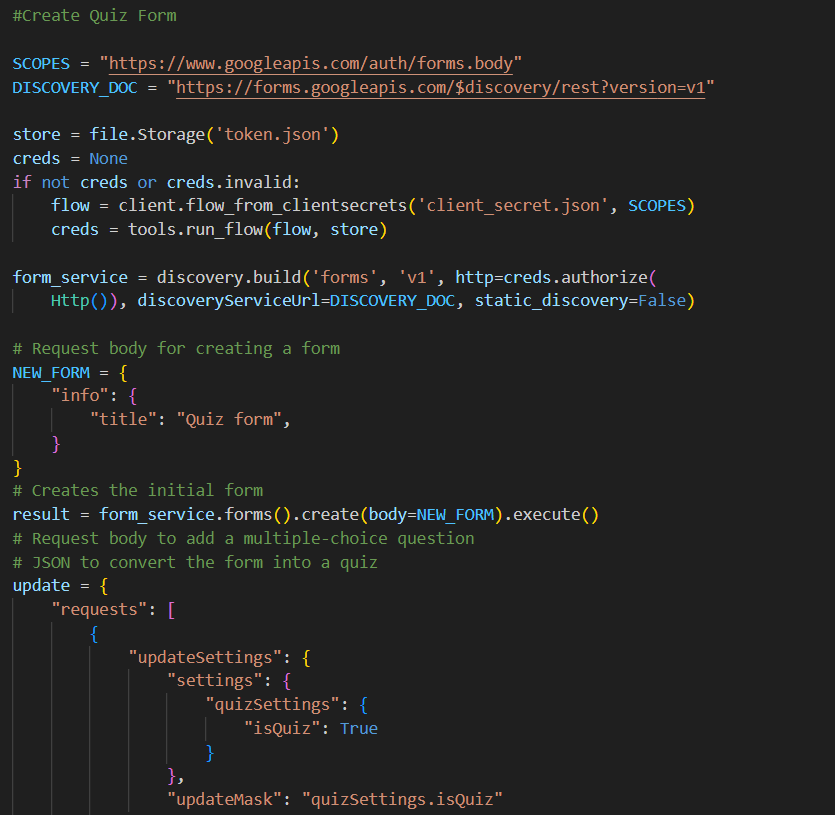 #Create Quiz Form
SCOPES = "https://www.googleapis.com/auth/forms.body"
DISCOVERY_DOC = "https://forms.googleapis.com/$discovery/rest?version=v1"
store = file.Storage('token.json')
creds = None
if not creds or creds.invalid:
    flow = client.flow_from_clientsecrets('client_secret.json', SCOPES)
    creds = tools.run_flow(flow, store)
form_service = discovery.build('forms', 'v1', http=creds.authorize(
    Http()), discoveryServiceUrl=DISCOVERY_DOC, static_discovery=False)
# Request body for creating a form
NEW_FORM = {
    "info": {
        "title": "Quiz form",
    }
}
# Creates the initial form
result = form_service.forms().create(body=NEW_FORM).execute()
# Request body to add a multiple-choice question
# JSON to convert the form into a quiz
update = {
    "requests": [
        {
            "updateSettings": {
                "settings": {
                    "quizSettings": {
                        "isQuiz": True
                    }
                },
                "updateMask": "quizSettings.isQuiz"